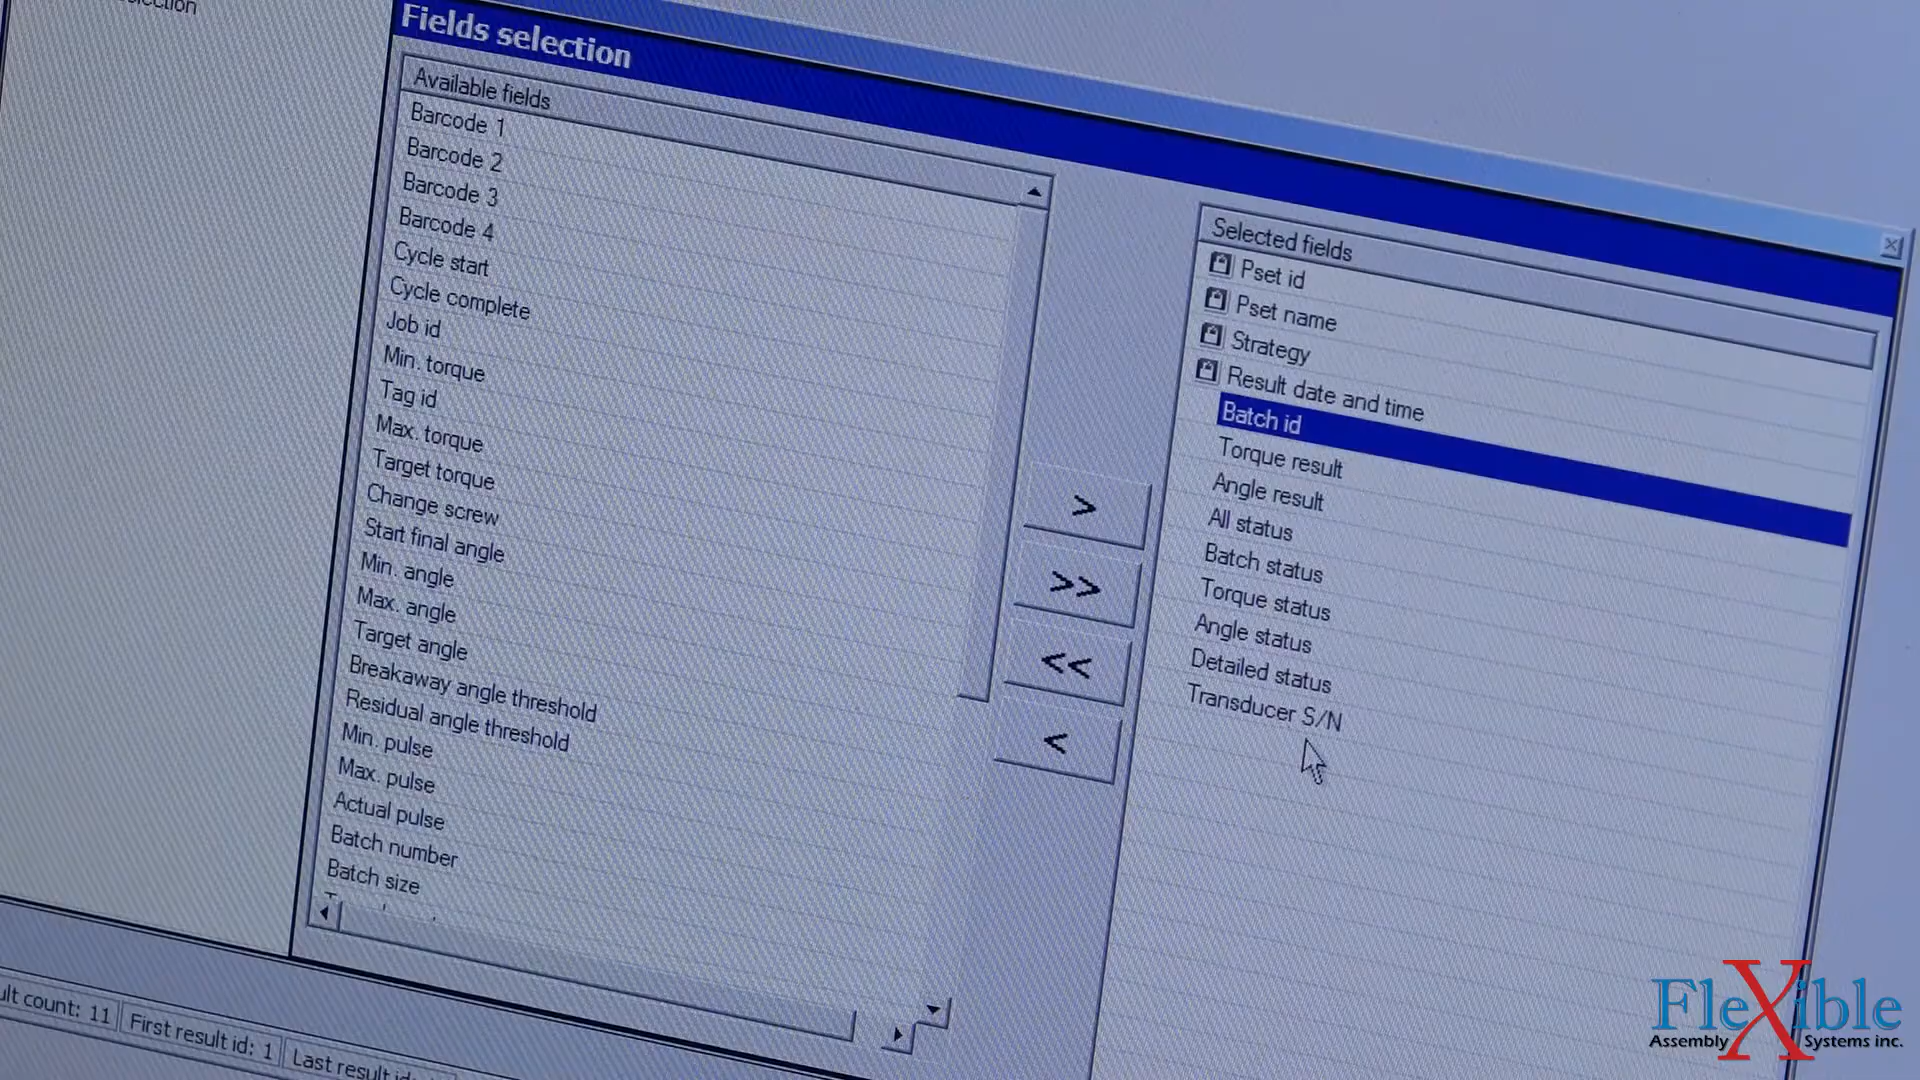 Fields selection
Available fields
Barcode 1
Barcode 2
Barcode 3
Barcode 4
Cycle start
Cycle complete
Job id
Min. torque
Tag id
Max. torque
Target torque
Change screw
Start final angle
Min. angle
Max. angle
Target angle
Breakaway angle threshold
Residual angle threshold
Min. pulse
Max. pulse
Actual pulse
Batch number
Batch size
>
>>
<<
<
Selected fields
Pset id
Pset name
Strategy
Result date and time
Batch id
Torque result
Angle result
All status
Batch status
Torque status
Angle status
Detailed status
Transducer S/N
count: 11
First result id: 1
Last result
FleXible
Assembly Systems inc.